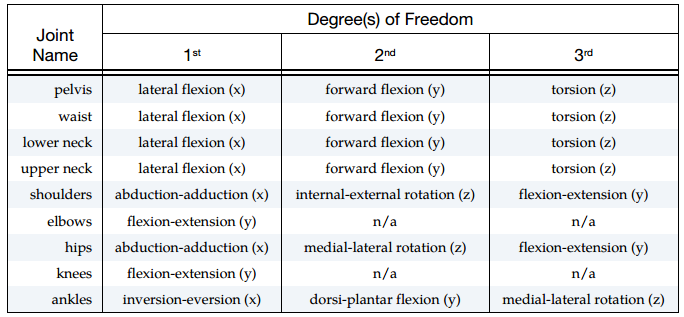 Degree(s) of Freedom
Joint
Name
1st 2nd 3rd
pelvis lateral flexion (x) forward flexion (y) torsion (z)
waist lateral flexion (x) forward flexion (y) torsion (z)
lower neck lateral flexion (x) forward flexion (y) torsion (z)
upper neck lateral flexion (x) forward flexion (y) torsion (z)
shoulders abduction-adduction (x) internal-external rotation (z) flexion-extension (y)
elbows flexion-extension (y) n/a n/a
hips abduction-adduction (x) medial-lateral rotation (z) flexion-extension (y)
knees flexion-extension (y) n/a n/a
ankles inversion-eversion (x) dorsi-plantar flexion (y) medial-lateral rotation (z)